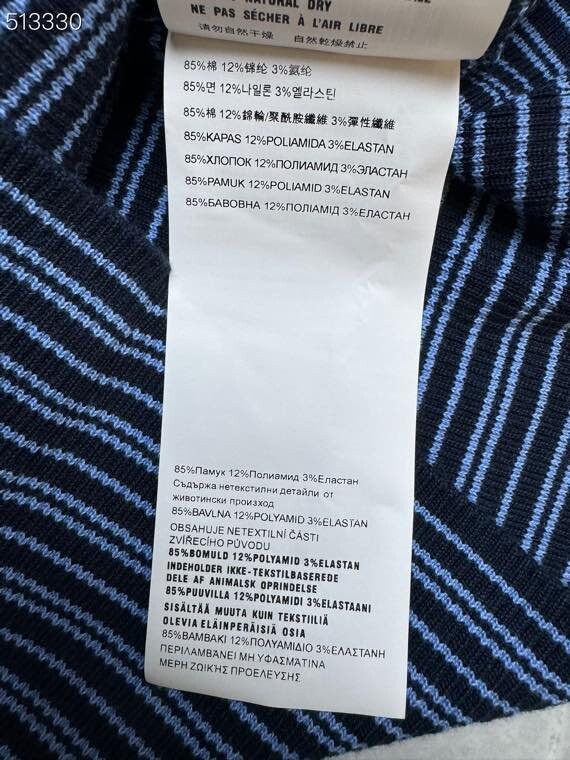 513330
NATURAL DRY
NE PAS SÉCHER À L'AIR LIBRE
请勿自然干燥 自然乾燥禁止
85%棉 12%锦纶 3%氨纶
85%면 12%나일론 3%엘라스틴
85%棉 12%錦輪/聚酰胺纖維 3%彈性纖維
85%KAPAS 12%POLIAMIDA 3%ELASTAN
85%ХЛОПОК 12%ПОЛИАМИД 3%ЭЛАСТАН
85%PAMUK 12%POLIAMID 3%ELASTAN
85%БАВОВНА 12%ПОЛІАМІД 3%ЕЛАСТАН
85%Памук 12%Полиамид 3%Еластан
Съдържа нетекстилни детайли от
животински произход
85%BAVLNA 12%POLYAMID 3%ELASTAN
OBSAHUJE NETEXTILNÍ ČÁSTI
ZVÍŘECÍHO PŮVODU
85%BOMULD 12%POLYAMID 3%ELASTAN
INDEHOLDER IKKE-TEKSTILBASEREDE
DELE AF ANIMALSK OPRINDELSE
85%PUUVILLA 12%POLYAMIDI 3%ELASTAANI
SISÄLTÄÄ MUUTA KUIN TEKSTIILIÄ
OLEVIA ELÄINPERÄISIÄ OSIA
85%ΒΑΜΒΑΚΙ 12%ΠΟΛΥΑΜΙΔΙΟ 3%ΕΛΑΣΤΑΝΗ
ΠΕΡΙΛΑΜΒΆΝΕΙ ΜΗ ΥΦΑΣΜΆΤΙΝΑ
ΜΕΡΗ ΖΩΙΚΉΣ ΠΡΟΕΛΕΥΣΗΣ